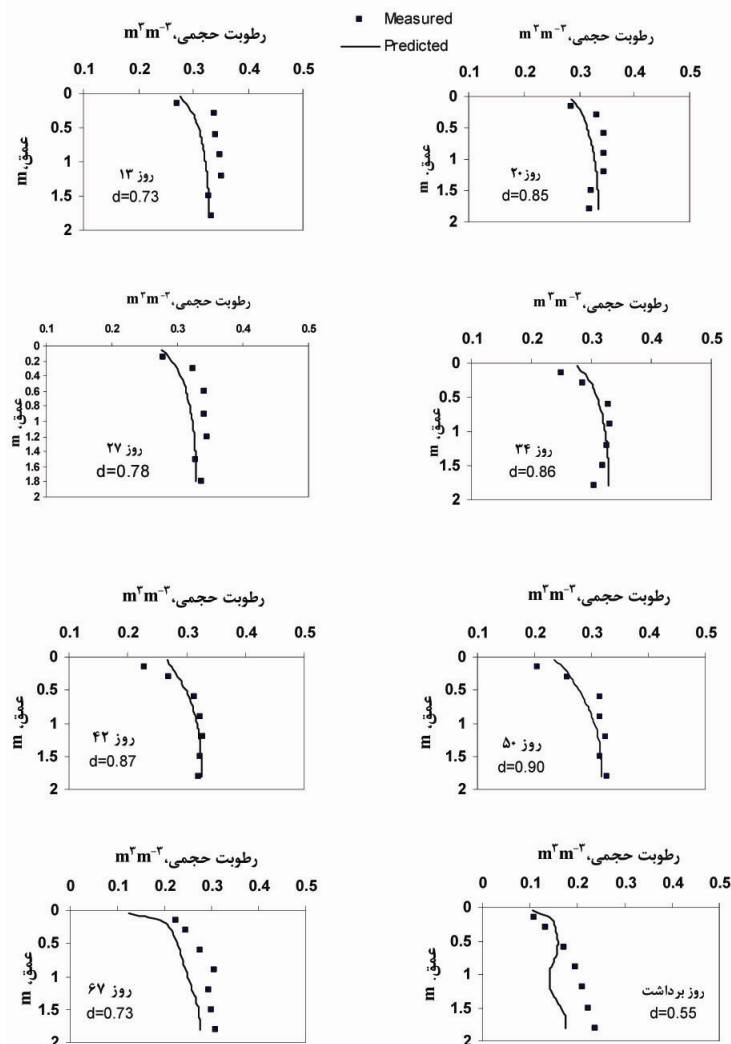 Measured
Predicted
رطوبت حجمی، m³m⁻³
0.1 0.2 0.3 0.4 0.5
0
0.5
1
1.5
2
عمق، m
روز ۱۳
d=0.73
رطوبت حجمی، m³m⁻³
0.1 0.2 0.3 0.4 0.5
0
0.5
1
1.5
2
عمق، m
روز ۲۰
d=0.85
رطوبت حجمی، m³m⁻³
0.1 0.2 0.3 0.4 0.5
0
0.2
0.4
0.6
0.8
1
1.2
1.4
1.6
1.8
2
عمق، m
روز ۲۷
d=0.78
رطوبت حجمی، m³m⁻³
0.1 0.2 0.3 0.4 0.5
0
0.5
1
1.5
2
عمق، m
روز ۳۴
d=0.86
رطوبت حجمی، m³m⁻³
0.1 0.2 0.3 0.4 0.5
0
0.5
1
1.5
2
عمق، m
روز ۴۲
d=0.87
رطوبت حجمی، m³m⁻³
0.1 0.2 0.3 0.4 0.5
0
0.5
1
1.5
2
عمق، m
روز ۵۰
d=0.90
رطوبت حجمی، m³m⁻³
0 0.1 0.2 0.3 0.4 0.5
0
0.5
1
1.5
2
عمق، m
روز ۶۷
d=0.73
رطوبت حجمی، m³m⁻³
0 0.1 0.2 0.3 0.4 0.5
0
0.5
1
1.5
2
عمق، m
روز برداشت
d=0.55